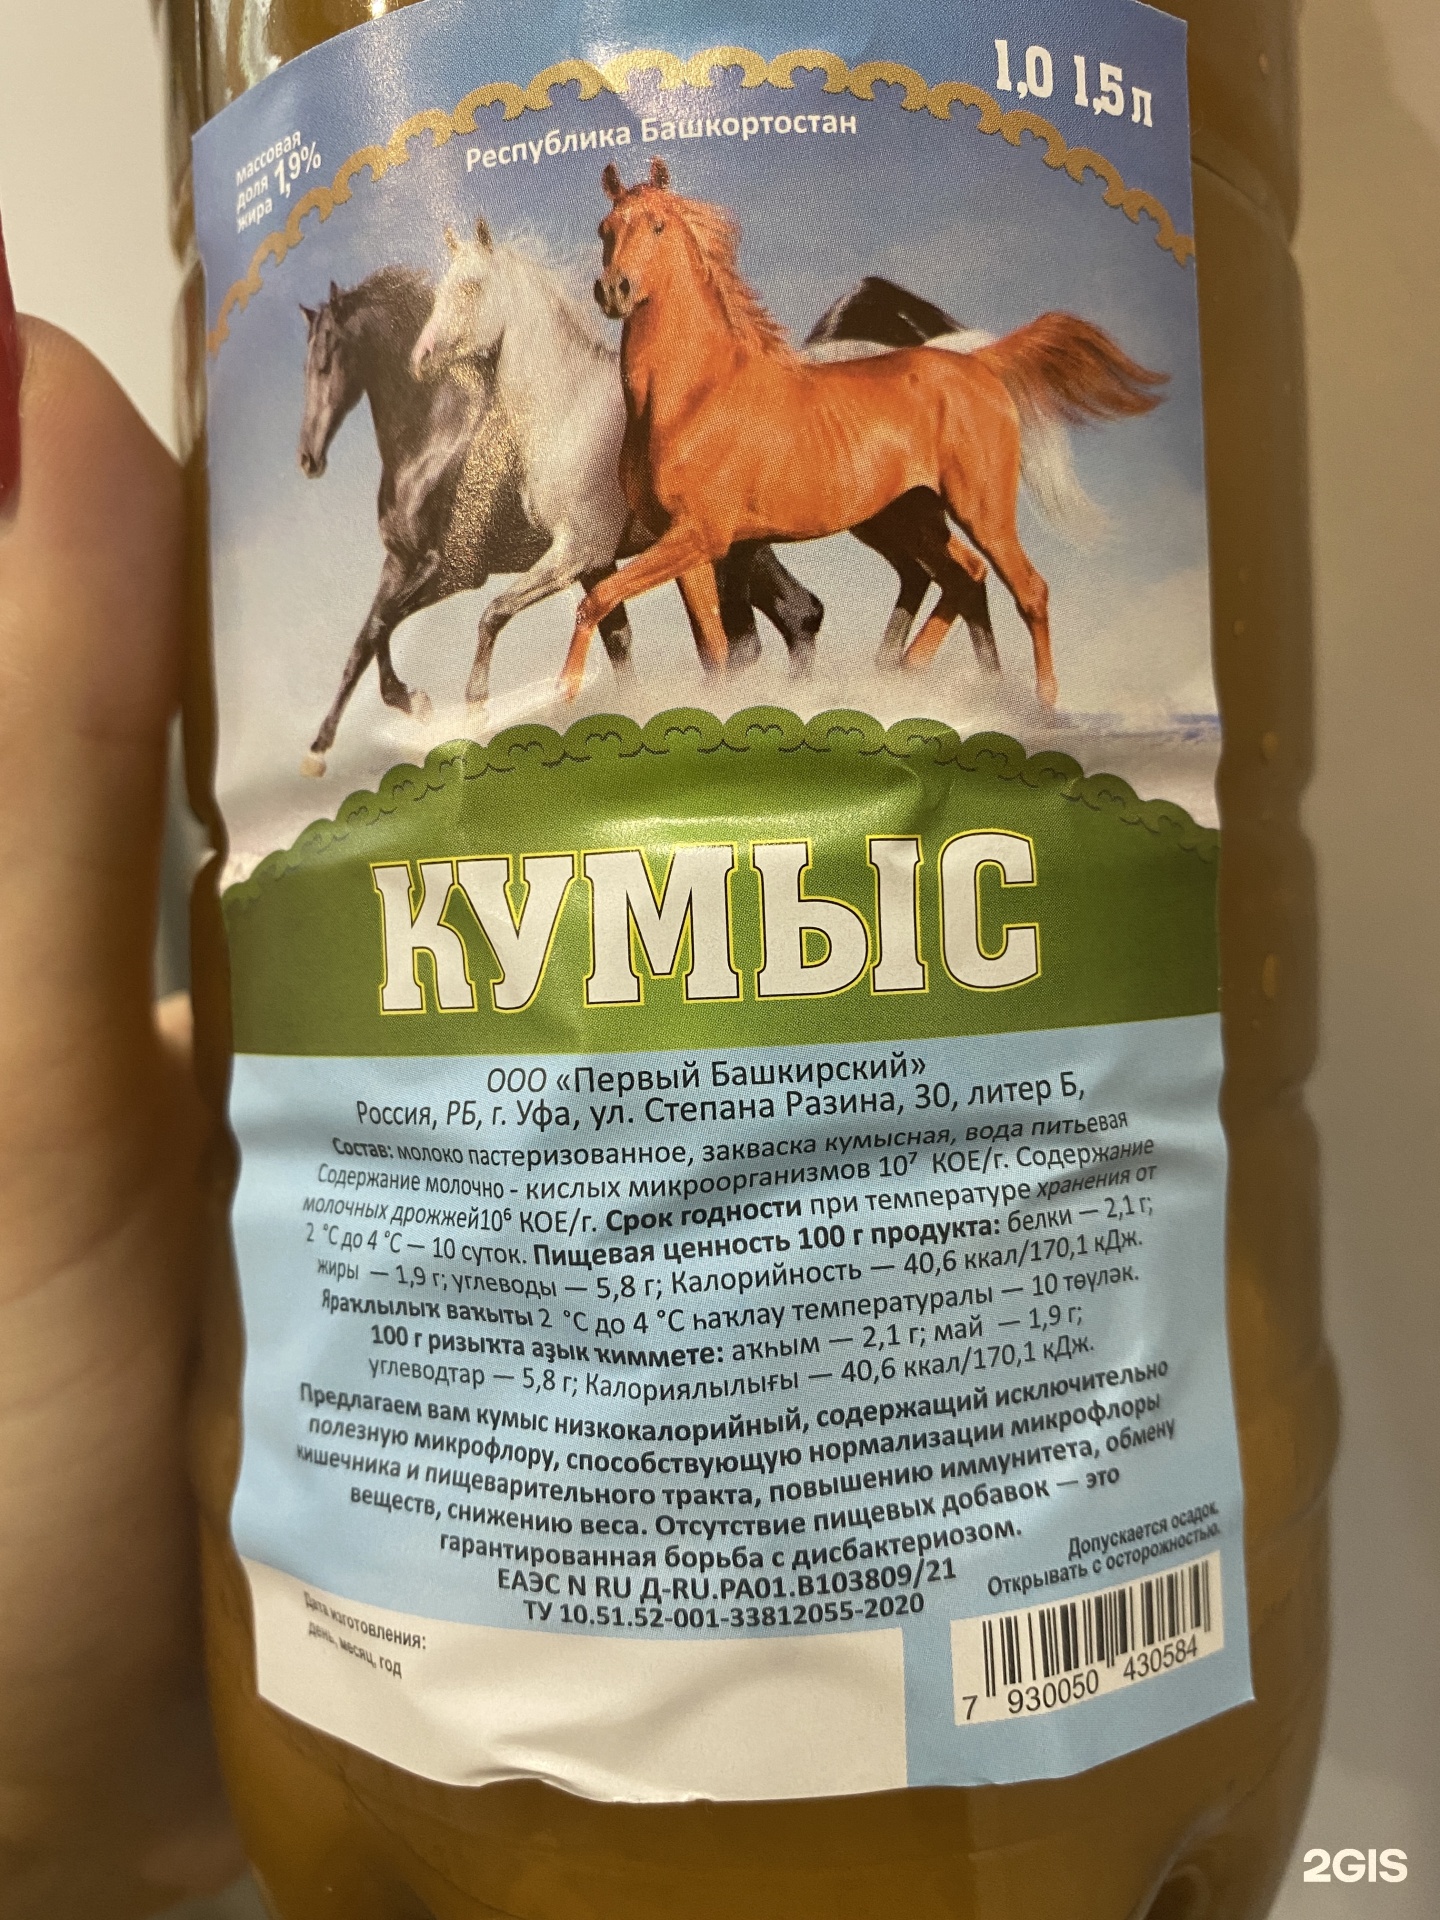 1,0 1,5 л
массовая
доля 1,9%
жира
Республика Башкортостан
КУМЫС
ООО «Первый Башкирский»
Россия, РБ, г. Уфа, ул. Степана Разина, 30, литер Б,
Состав: молоко пастеризованное, закваска кумысная, вода питьевая
Содержание молочно - кислых микроорганизмов 10⁷ КОЕ/г. Содержание
молочных дрожжей10⁶ КОЕ/г. Срок годности при температуре хранения от
2 °С до 4 °С — 10 суток. Пищевая ценность 100 г продукта: белки — 2,1 г;
жиры — 1,9 г; углеводы — 5,8 г; Калорийность — 40,6 ккал/170,1 кДж.
Яраҡлылыҡ ваҡыты 2 °С до 4 °С һаҡлау температуралы — 10 тәүләк.
100 г ризыҡта аҙыҡ ҡиммете: аҡһым — 2,1 г; май — 1,9 г;
углеводтар — 5,8 г; Калориялылығы — 40,6 ккал/170,1 кДж.
Предлагаем вам кумыс низкокалорийный, содержащий исключительно
полезную микрофлору, способствующую нормализации микрофлоры
кишечника и пищеварительного тракта, повышению иммунитета, обмену
веществ, снижению веса. Отсутствие пищевых добавок — это
гарантированная борьба с дисбактериозом.
ЕАЭС N RU Д-RU.РА01.В103809/21
ТУ 10.51.52-001-33812055-2020
Допускается осадок.
Открывать с осторожностью.
Дата изготовления:
день, месяц, год
7 930050 430584
2GIS